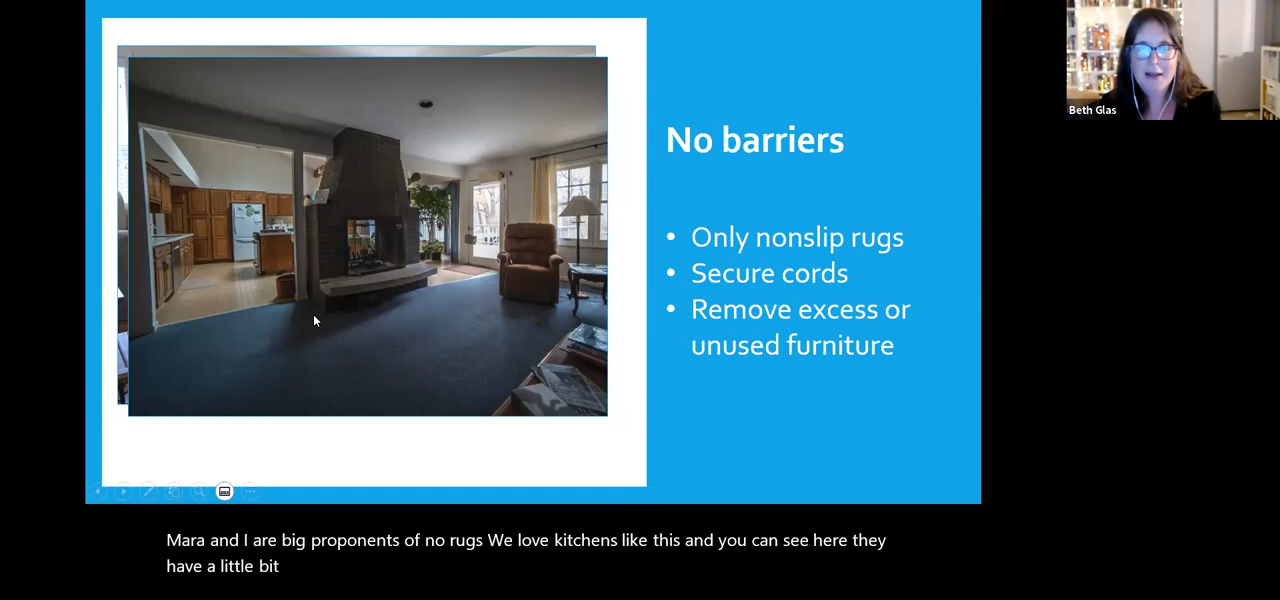 Beth Glas
No barriers
• Only nonslip rugs
• Secure cords
• Remove excess or
unused furniture
Mara and I are big proponents of no rugs We love kitchens like this and you can see here they
have a little bit